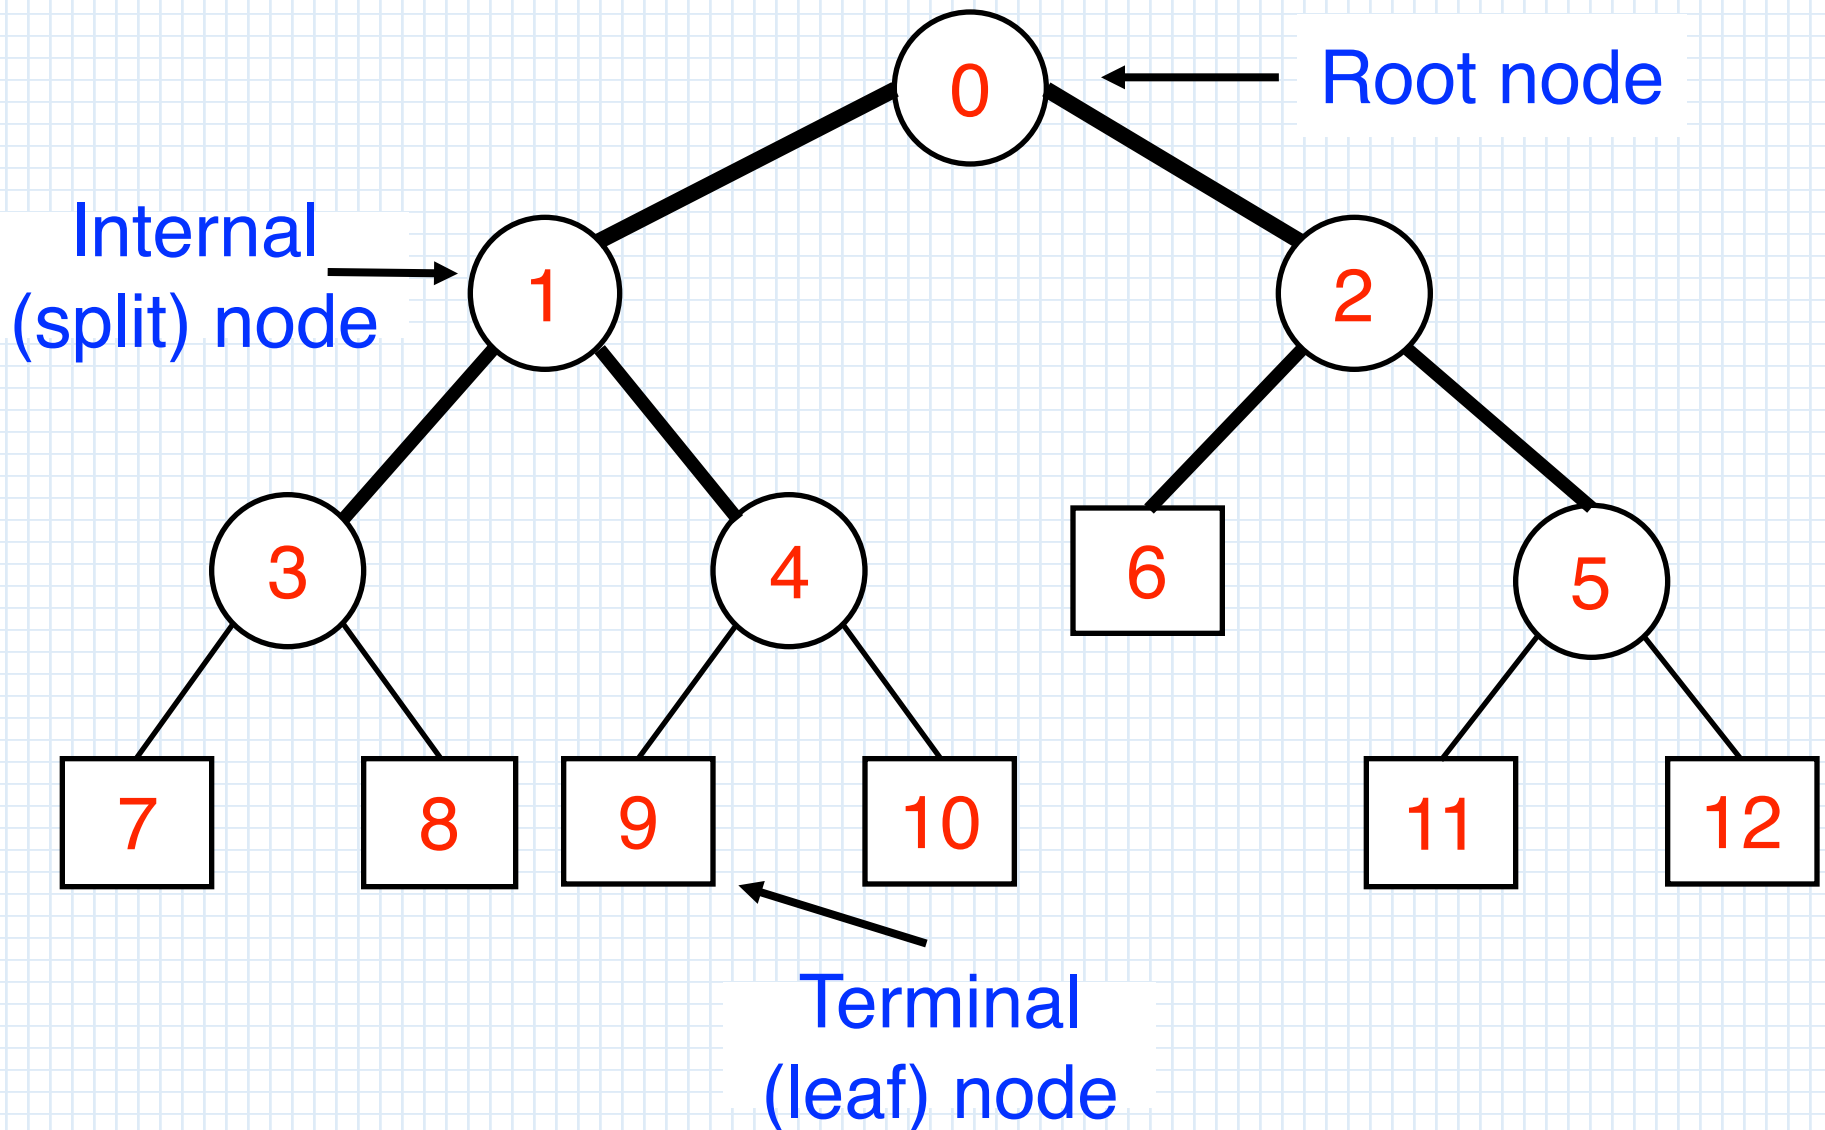 0
Root node
Internal
(split) node
1
2
3
4
6
5
7
8
9
10
11
12
Terminal
(leaf) node